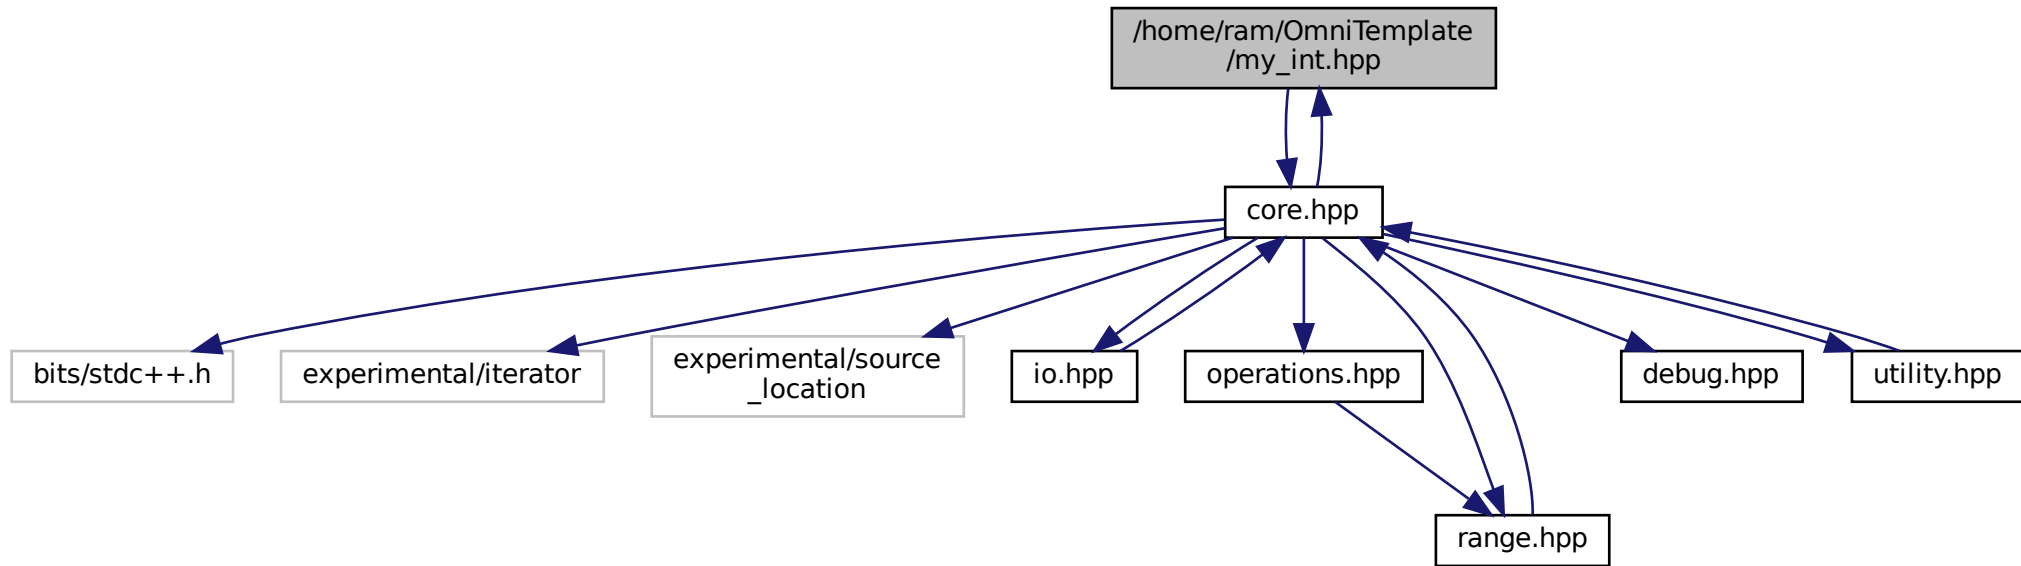 /home/ram/OmniTemplate
/my_int.hpp
core.hpp
bits/stdc++.h
experimental/iterator
experimental/source
_location
io.hpp
operations.hpp
debug.hpp
utility.hpp
range.hpp